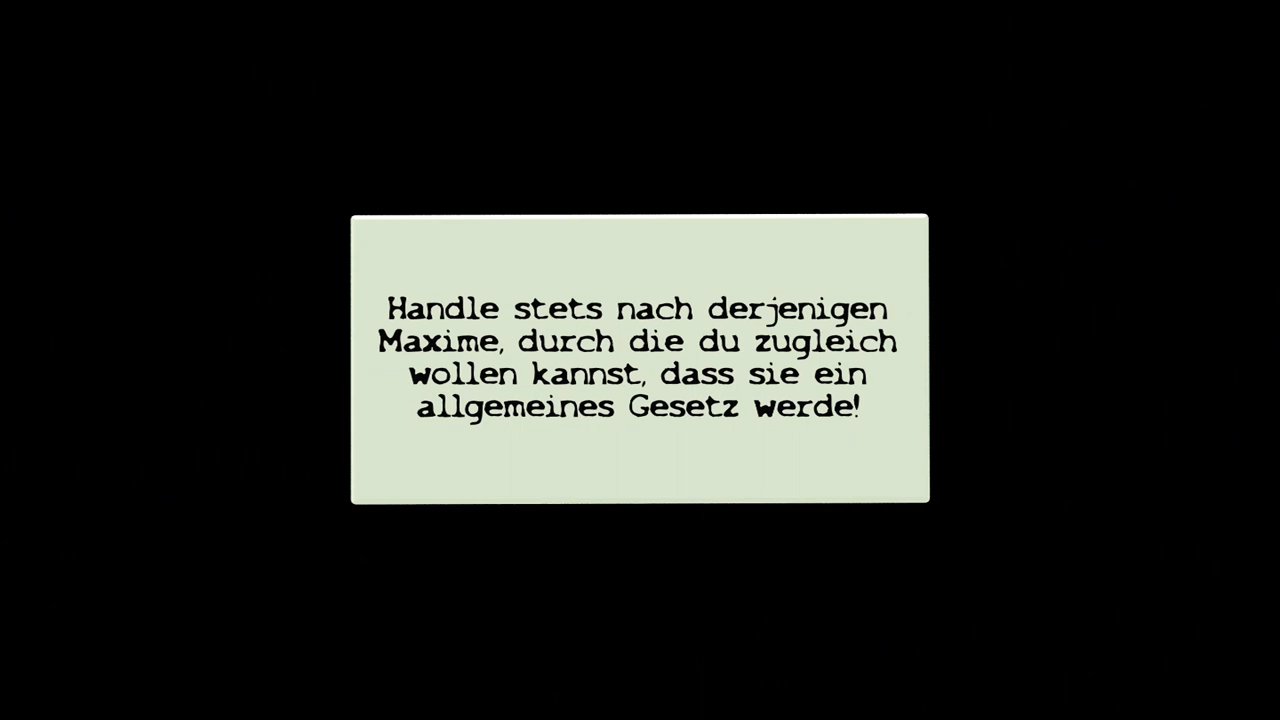 Handle stets nach derjenigen
Maxime, durch die du zugleich
wollen kannst, dass sie ein
allgemeines Gesetz werde!